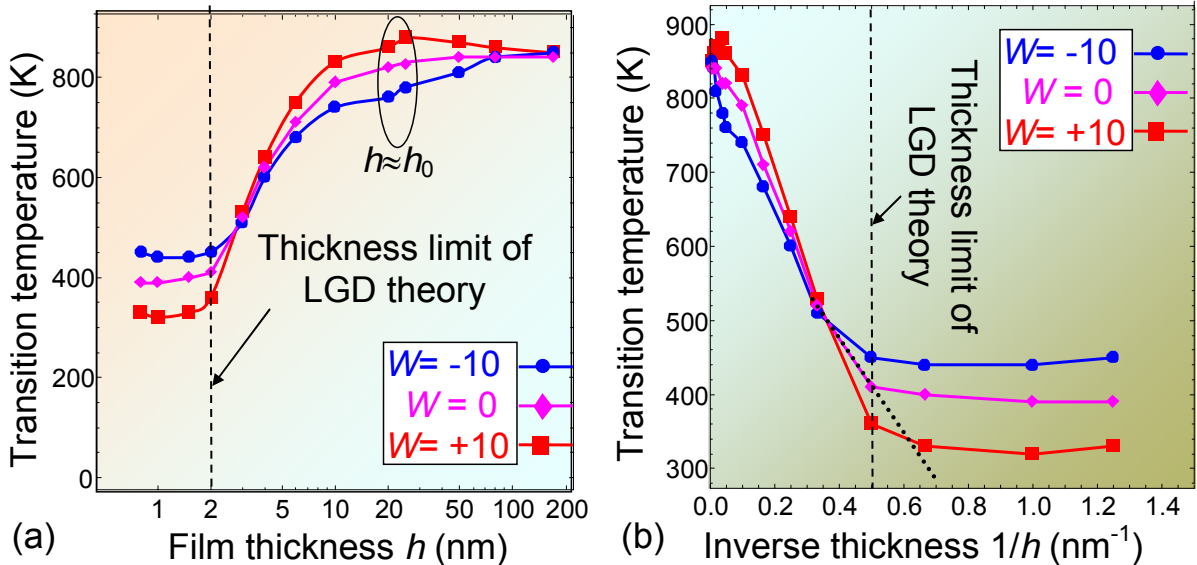 Transition temperature (K)
800
600
400
200
0
h≈h0
Thickness limit of
LGD theory
W= -10
W = 0
W= +10
1
2
5
10
20
50
100
200
Film thickness h (nm)
(a)
Transition temperature (K)
900
800
700
600
500
400
300
W= -10
W = 0
W= +10
Thickness limit of
LGD theory
0.0
0.2
0.4
0.6
0.8
1.0
1.2
1.4
Inverse thickness 1/h (nm⁻¹)
(b)